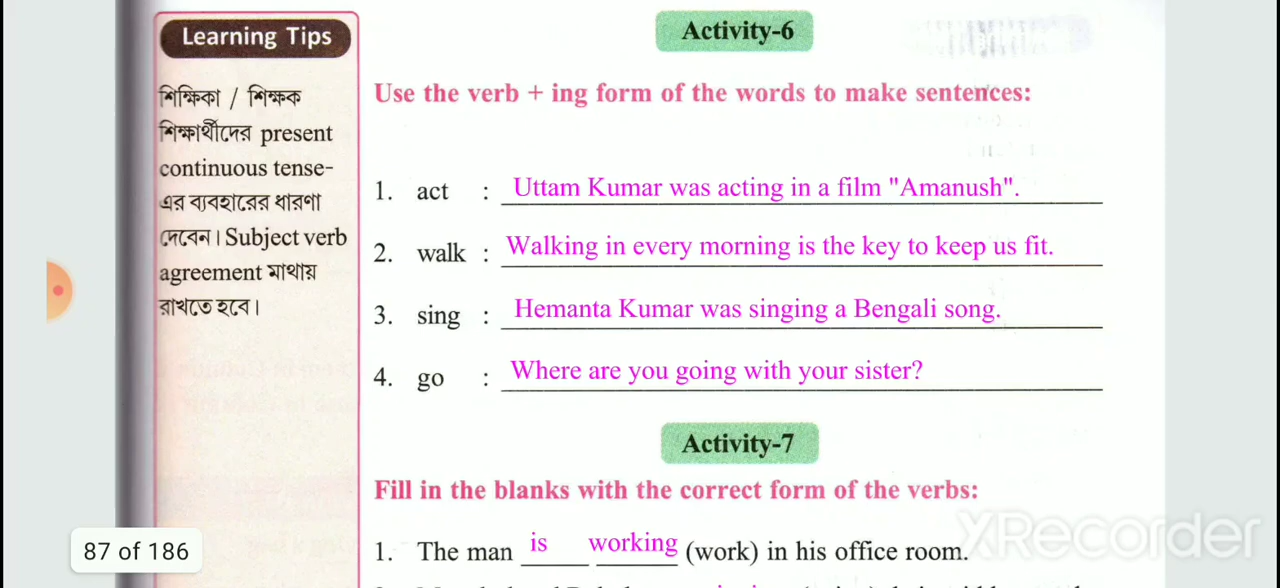 Learning Tips
শিক্ষিকা / শিক্ষক
শিক্ষার্থীদের present
continuous tense-
এর ব্যবহারের ধারণা
দেবেন। Subject verb
agreement মাথায়
রাখতে হবে।
Activity-6
Use the verb + ing form of the words to make sentences:
1. act : Uttam Kumar was acting in a film "Amanush".
2. walk : Walking in every morning is the key to keep us fit.
3. sing : Hemanta Kumar was singing a Bengali song.
4. go : Where are you going with your sister?
Activity-7
Fill in the blanks with the correct form of the verbs:
1. The man is working (work) in his office room.
87 of 186
XRecorder